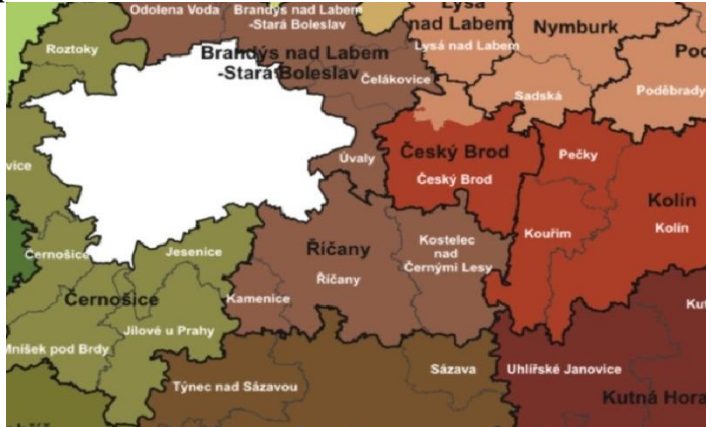 Odolena Voda
Brandýs nad Labem
-Stará Boleslav
Lysá
nad Labem
Nymburk
Roztoky
Brandýs nad Labem
-Stará Boleslav
Lysá nad Labem
Čelákovice
Sadská
Poděbrady
Úvaly
Český Brod
Pečky
Český Brod
Kolín
Kouřim
Kolín
Černošice
Jesenice
Říčany
Kostelec
nad
Černými Lesy
Říčany
Kamenice
Černošice
Jílové u Prahy
Mníšek pod Brdy
Týnec nad Sázavou
Sázava
Uhlířské Janovice
Kutná Hora